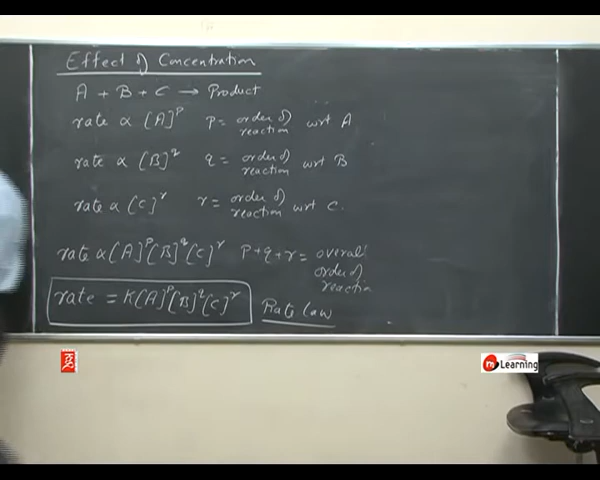 Effect of Concentration
A + B + C → Product
rate α [A]^p p = order of reaction wrt A
rate α [B]^q q = order of reaction wrt B
rate α [C]^r r = order of reaction wrt C.
rate α [A]^p [B]^q [C]^r p+q+r = overall order of reaction
rate = K[A]^p [B]^q [C]^r Rate law
Learning